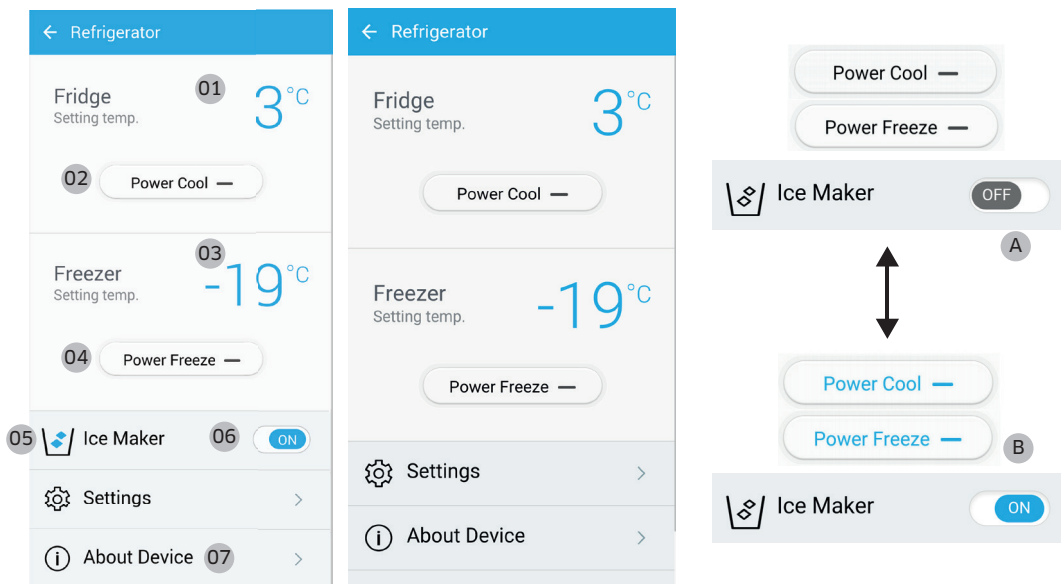 ← Refrigerator
Fridge
Setting temp.
01
3°C
02
Power Cool —
Freezer
Setting temp.
03
-19°C
04
Power Freeze —
05
Ice Maker
06
ON
Settings
About Device
07
← Refrigerator
Fridge
Setting temp.
3°C
Power Cool —
Freezer
Setting temp.
-19°C
Power Freeze —
Settings
About Device
Power Cool —
Power Freeze —
Ice Maker
OFF
A
Power Cool —
Power Freeze —
B
Ice Maker
ON